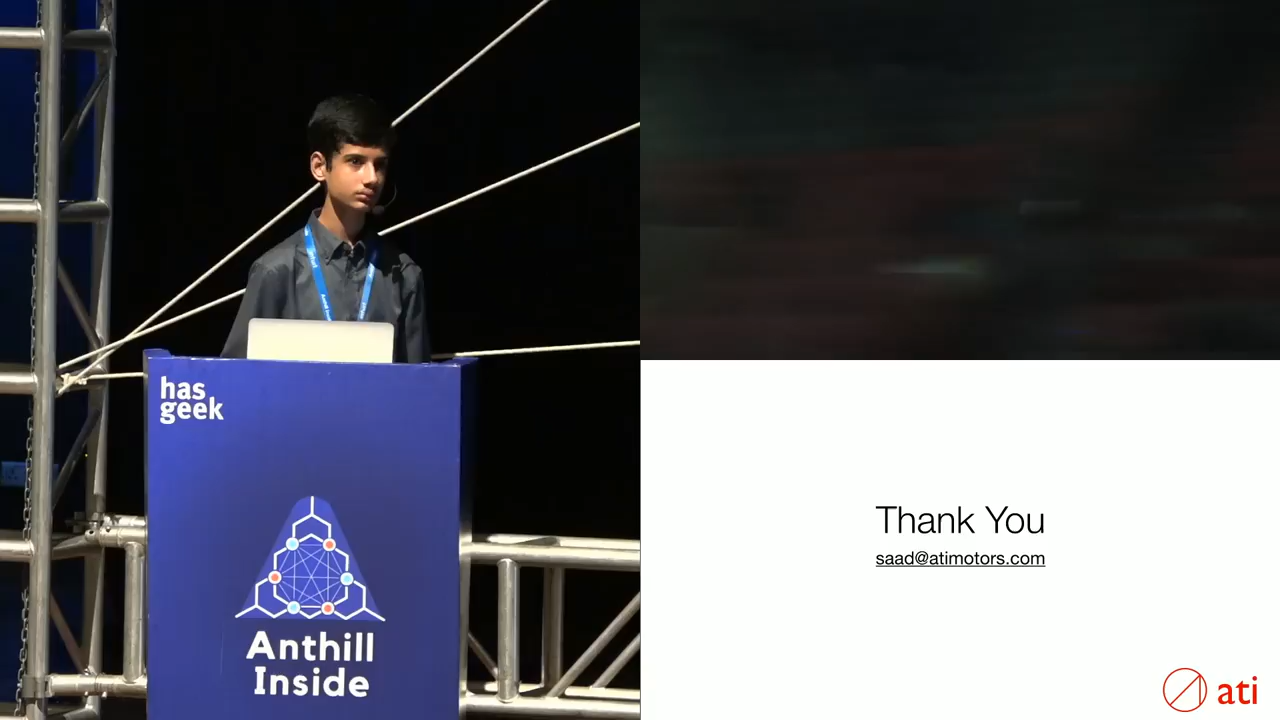 has
geek
Anthill
Inside
Thank You
saad@atimotors.com
ati